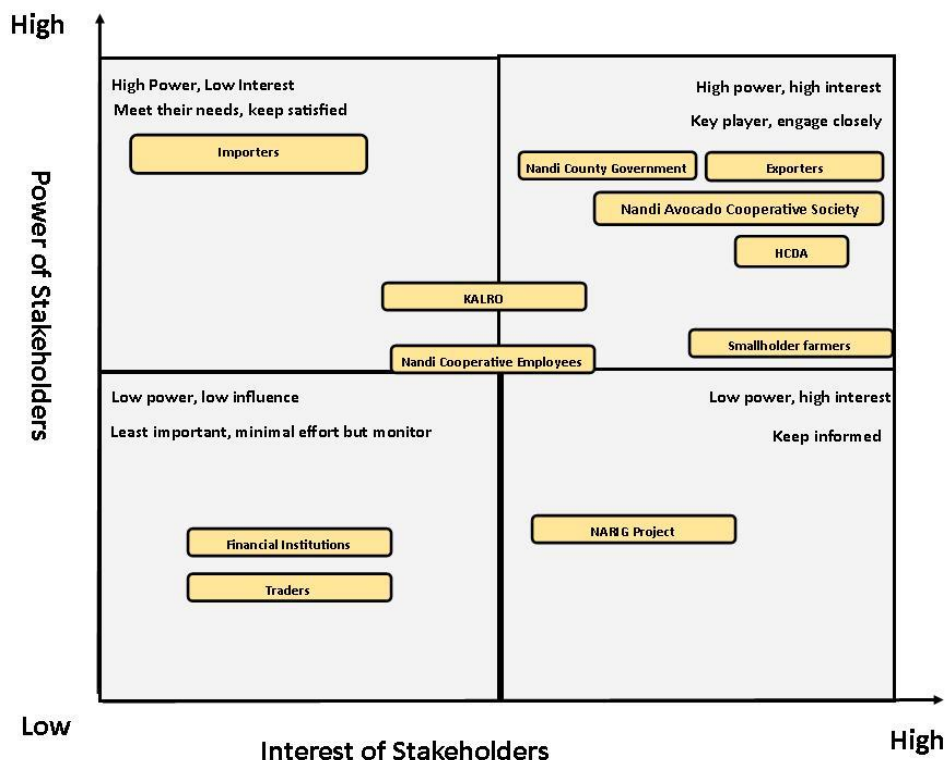 High
Power of Stakeholders
High Power, Low Interest
Meet their needs, keep satisfied
Importers
High power, high interest
Key player, engage closely
Nandi County Government
Exporters
Nandi Avocado Cooperative Society
HCDA
KALRO
Smallholder farmers
Nandi Cooperative Employees
Low power, low influence
Least important, minimal effort but monitor
Financial Institutions
Traders
Low power, high interest
Keep informed
NARIG Project
Low
Interest of Stakeholders
High